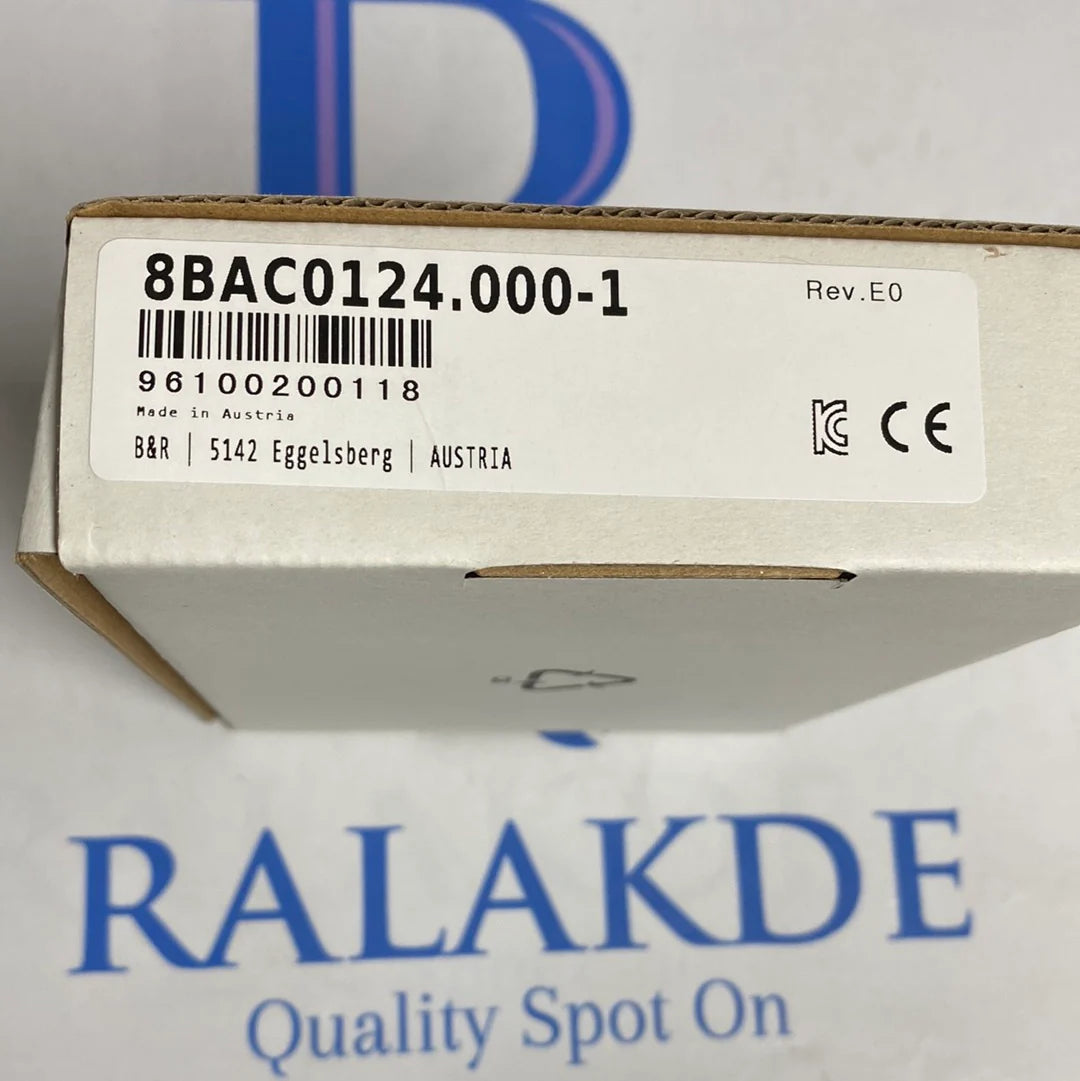 8BAC0124.000-1
Rev.E0
96100200118
Made in Austria
B&R | 5142 Eggelsberg | AUSTRIA
CE
RALAKDE
Quality Spot On